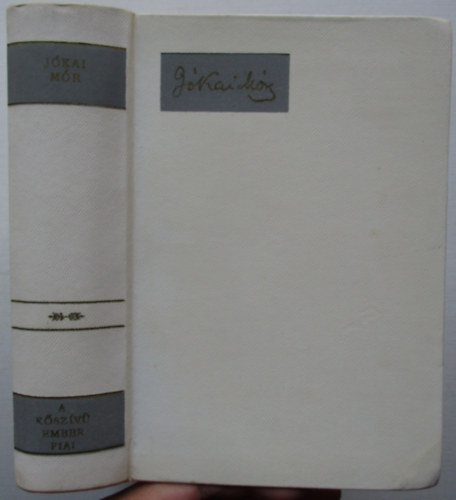 JÓKAI
MÓR
Jókai Mór
A
KŐSZÍVŰ
EMBER
FIAI